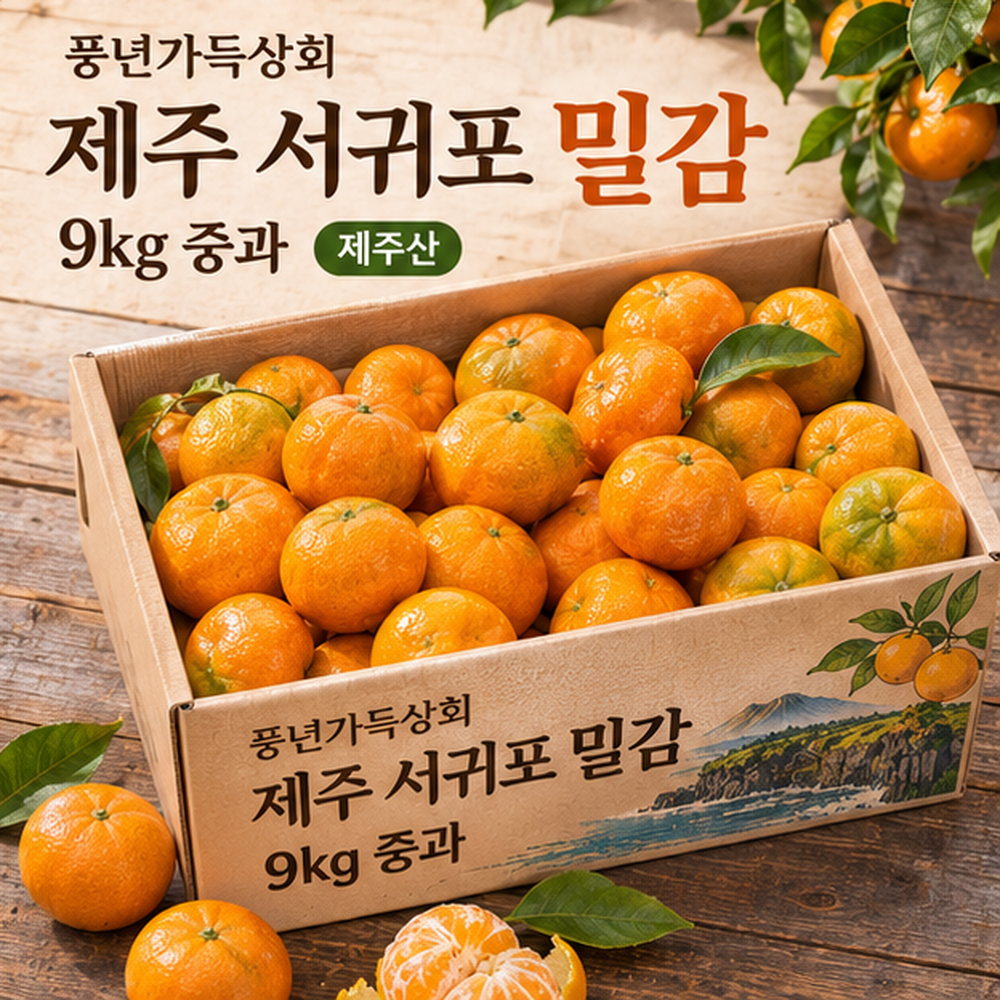 풍년가득상회
제주 서귀포 밀감
9kg 중과
제주산
풍년가득상회
제주 서귀포 밀감
9kg 중과